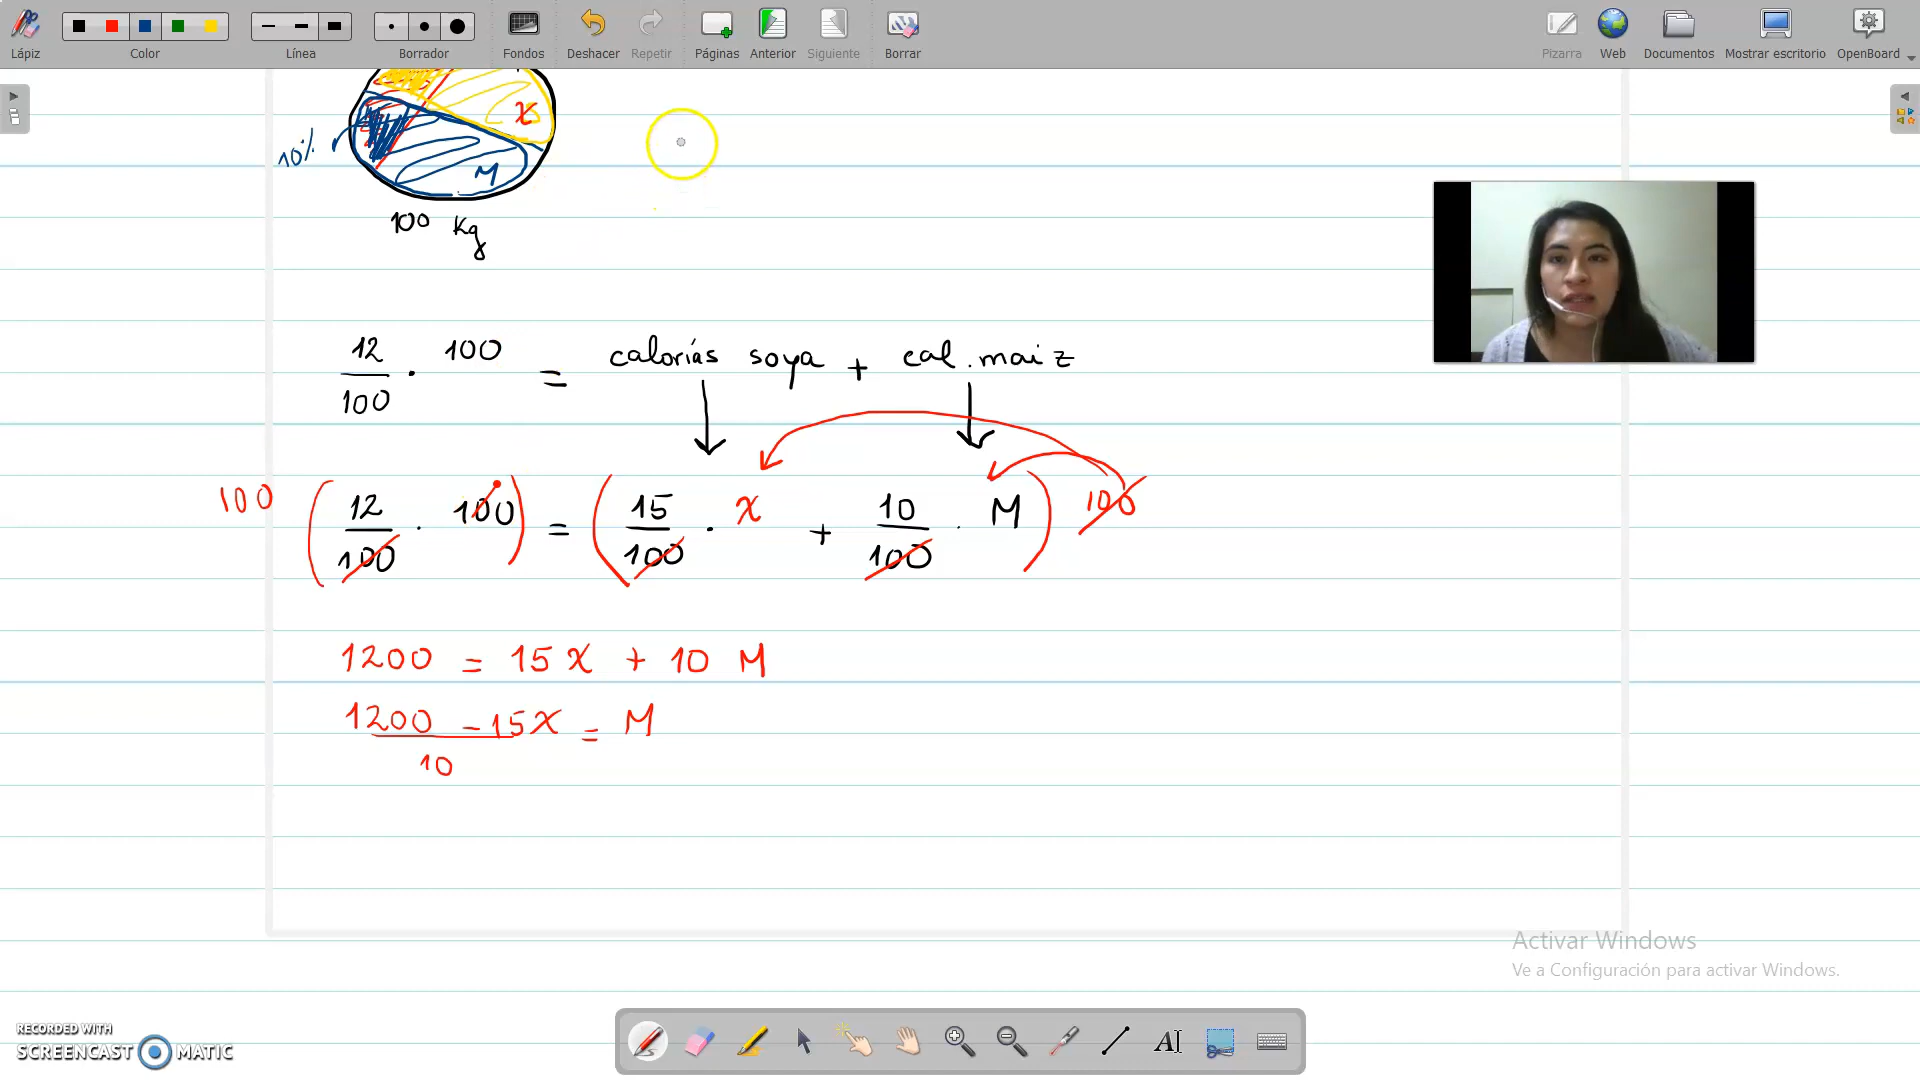 Lápiz Color Línea Borrador Fondos Deshacer Repetir Páginas Anterior Siguiente Borrar Pizarra Web Documentos Mostrar escritorio OpenBoard
x
10%
M
100 Kg
12/100 · 100 = calorías soya + cal. maiz
100 (12/100 · 100) = (15/100 · x + 10/100 · M) 100
1200 = 15x + 10 M
1200 - 15x / 10 = M
Activar Windows
Ve a Configuración para activar Windows.
RECORDED WITH
SCREENCAST MATIC
AI